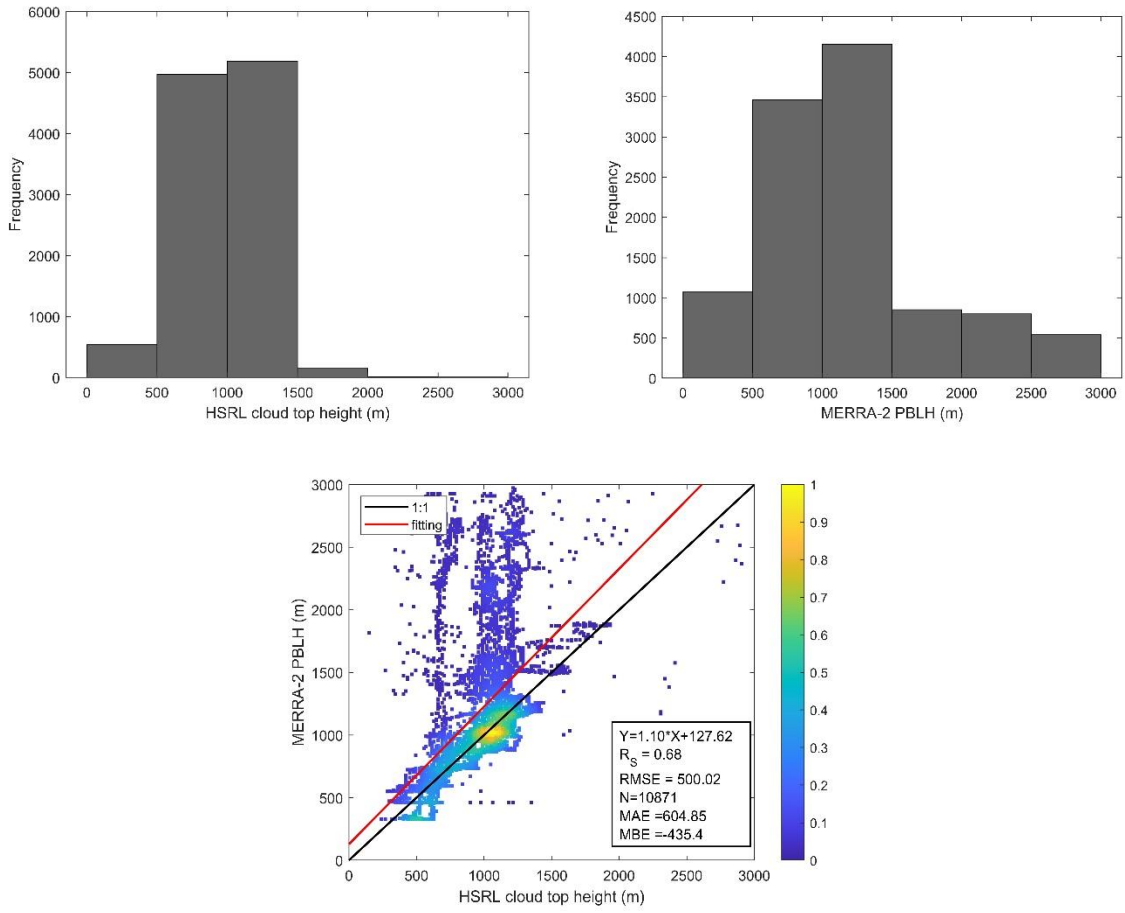 6000
5000
4000
3000
2000
1000
0
Frequency
0 500 1000 1500 2000 2500 3000
HSRL cloud top height (m)
4500
4000
3500
3000
2500
2000
1500
1000
500
0
Frequency
0 500 1000 1500 2000 2500 3000
MERRA-2 PBLH (m)
3000
2500
2000
1500
1000
500
0
MERRA-2 PBLH (m)
1:1
fitting
Y=1.10*X+127.62
R_S = 0.68
RMSE = 500.02
N=10871
MAE =604.85
MBE =-435.4
0 500 1000 1500 2000 2500 3000
HSRL cloud top height (m)
1
0.9
0.8
0.7
0.6
0.5
0.4
0.3
0.2
0.1
0